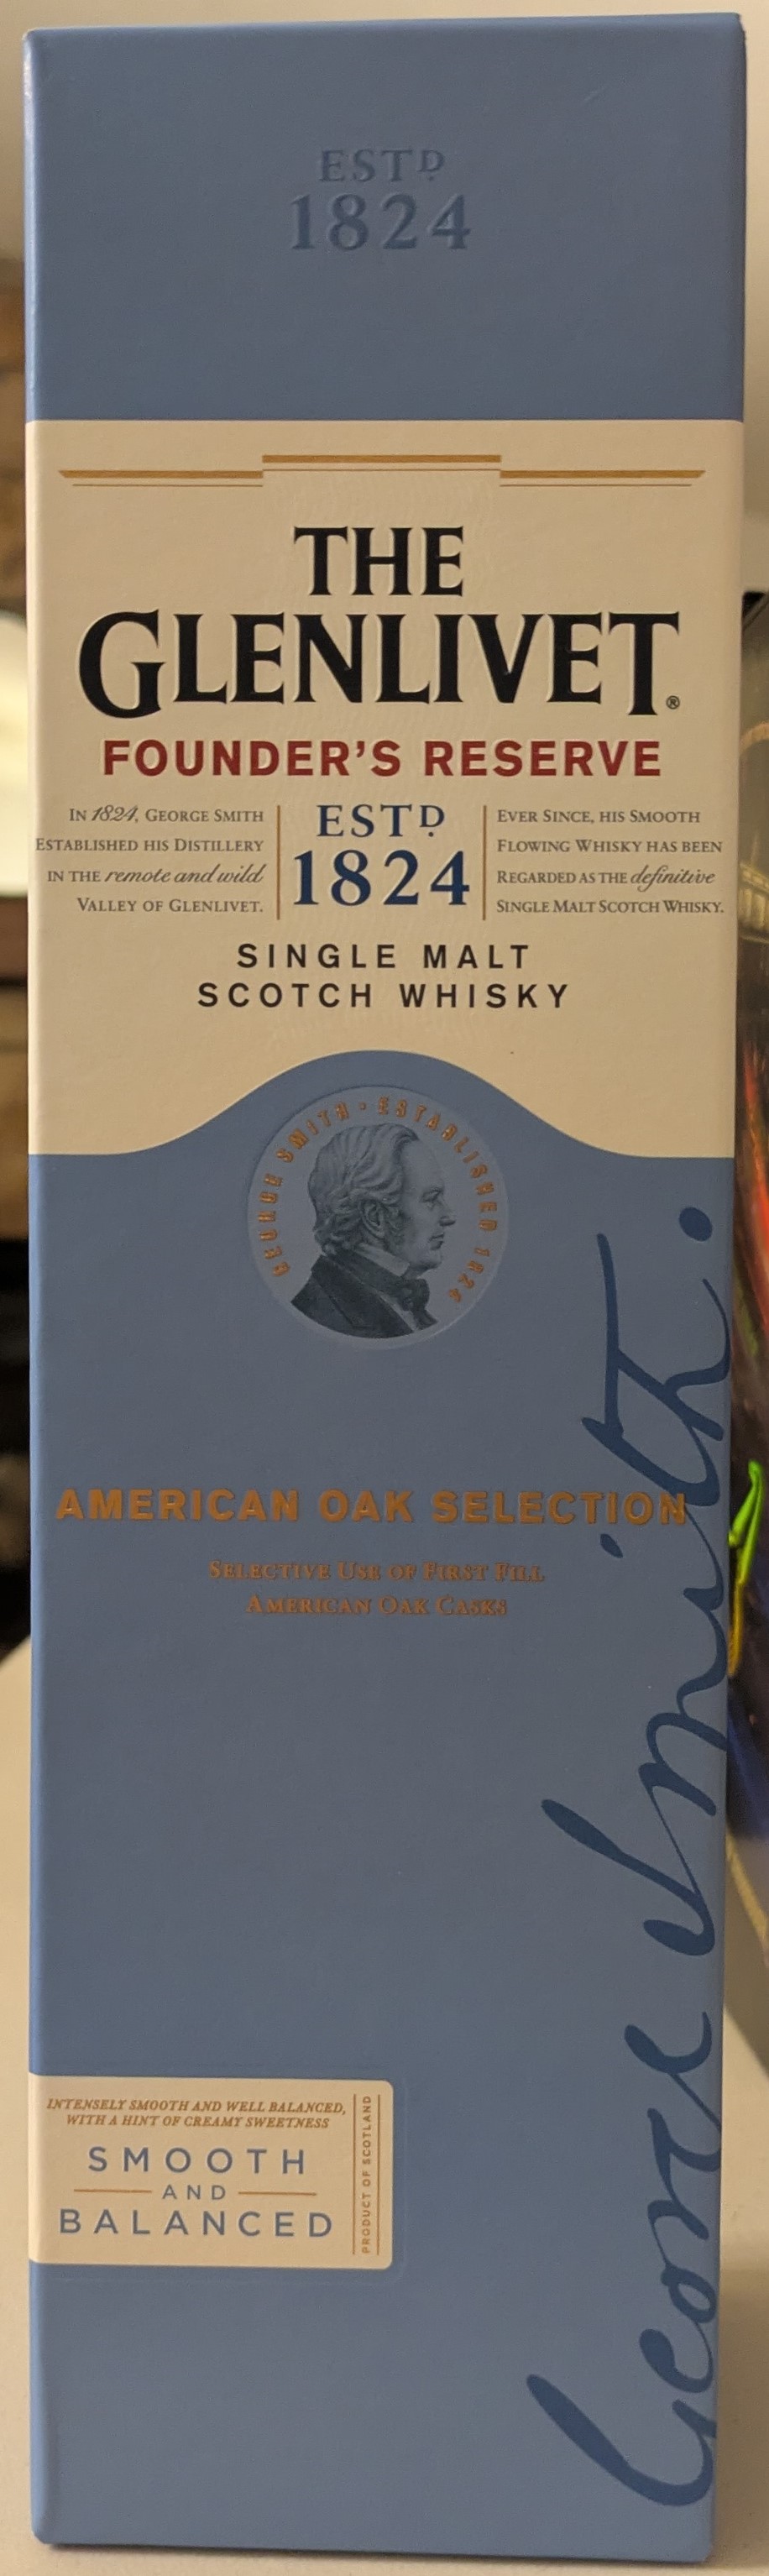 ESTD
1824
THE
GLENLIVET®
FOUNDER'S RESERVE
IN 1824, GEORGE SMITH
ESTABLISHED HIS DISTILLERY
IN THE remote and wild
VALLEY OF GLENLIVET.
ESTD
1824
EVER SINCE, HIS SMOOTH
FLOWING WHISKY HAS BEEN
REGARDED AS THE definitive
SINGLE MALT SCOTCH WHISKY.
SINGLE MALT
SCOTCH WHISKY
GEORGE SMITH · ESTABLISHED 1824
AMERICAN OAK SELECTION
SELECTIVE USE OF FIRST FILL
AMERICAN OAK CASKS
George Smith.
INTENSELY SMOOTH AND WELL BALANCED,
WITH A HINT OF CREAMY SWEETNESS
SMOOTH
AND
BALANCED
PRODUCT OF SCOTLAND